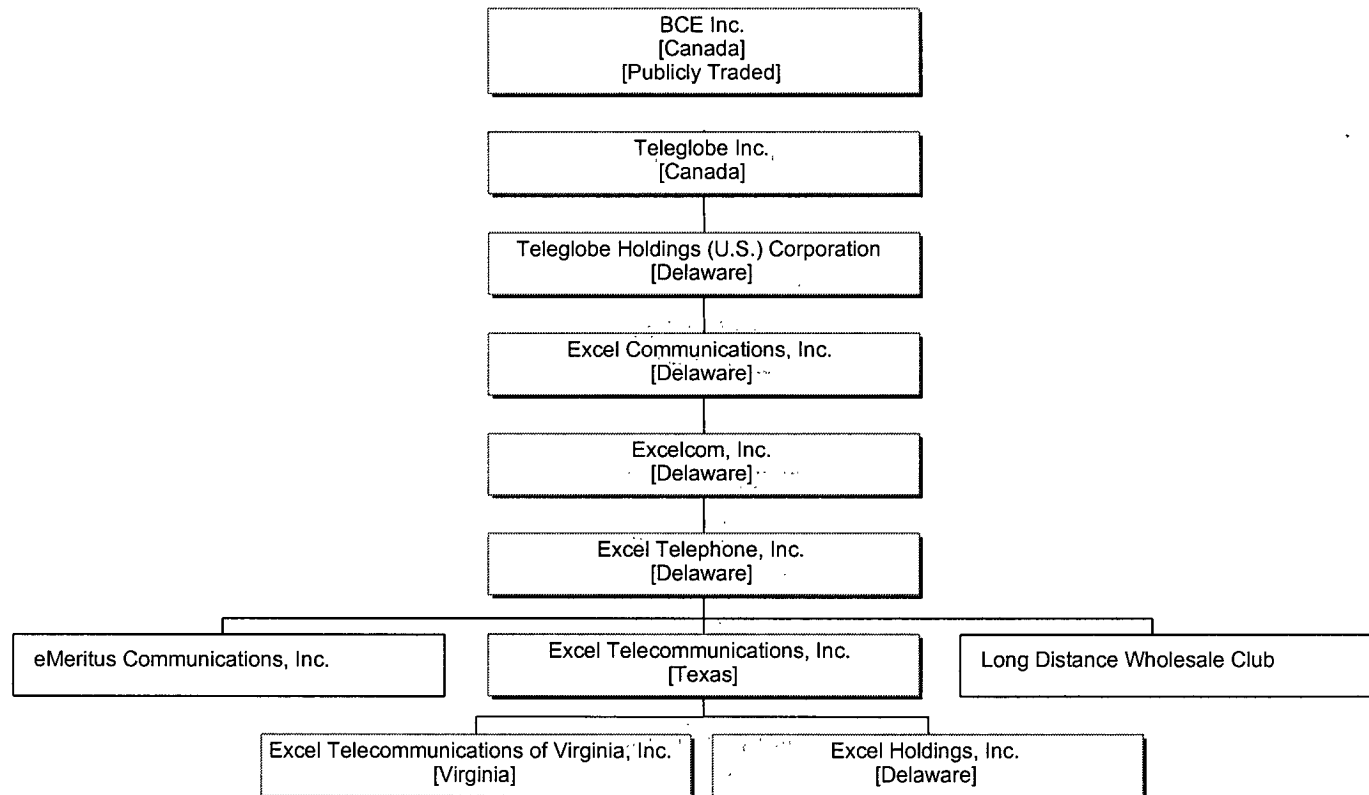 BCE Inc.
[Canada]
[Publicly Traded]
Teleglobe Inc.
[Canada]
Teleglobe Holdings (U.S.) Corporation
[Delaware]
Excel Communications, Inc.
[Delaware]
Excelcom, Inc.
[Delaware]
Excel Telephone, Inc.
[Delaware]
eMeritus Communications, Inc.
Excel Telecommunications, Inc.
[Texas]
Long Distance Wholesale Club
Excel Telecommunications of Virginia, Inc.
[Virginia]
Excel Holdings, Inc.
[Delaware]